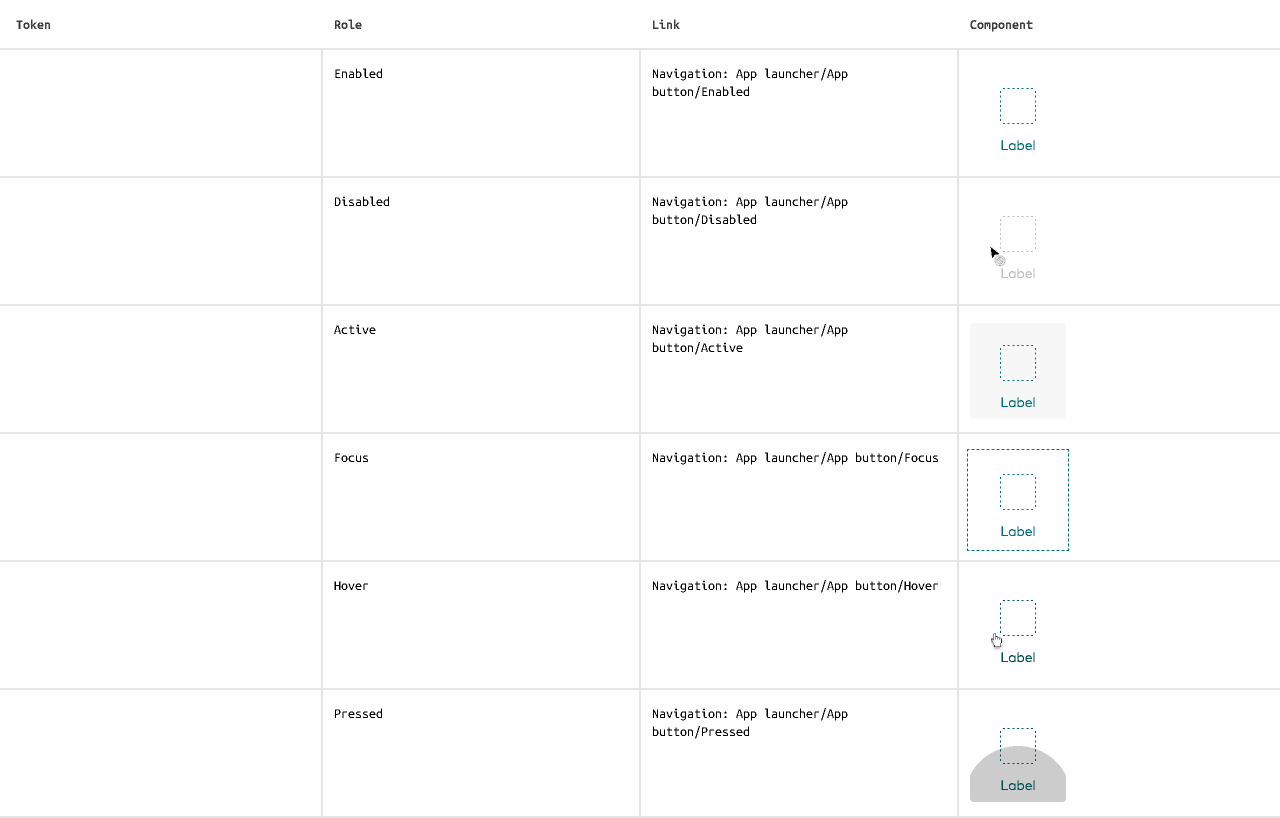 Token Role Link Component
Enabled Navigation: App launcher/App
button/Enabled
Label
Disabled Navigation: App launcher/App
button/Disabled
Label
Active Navigation: App launcher/App
button/Active
Label
Focus Navigation: App launcher/App button/Focus
Label
Hover Navigation: App launcher/App button/Hover
Label
Pressed Navigation: App launcher/App
button/Pressed
Label